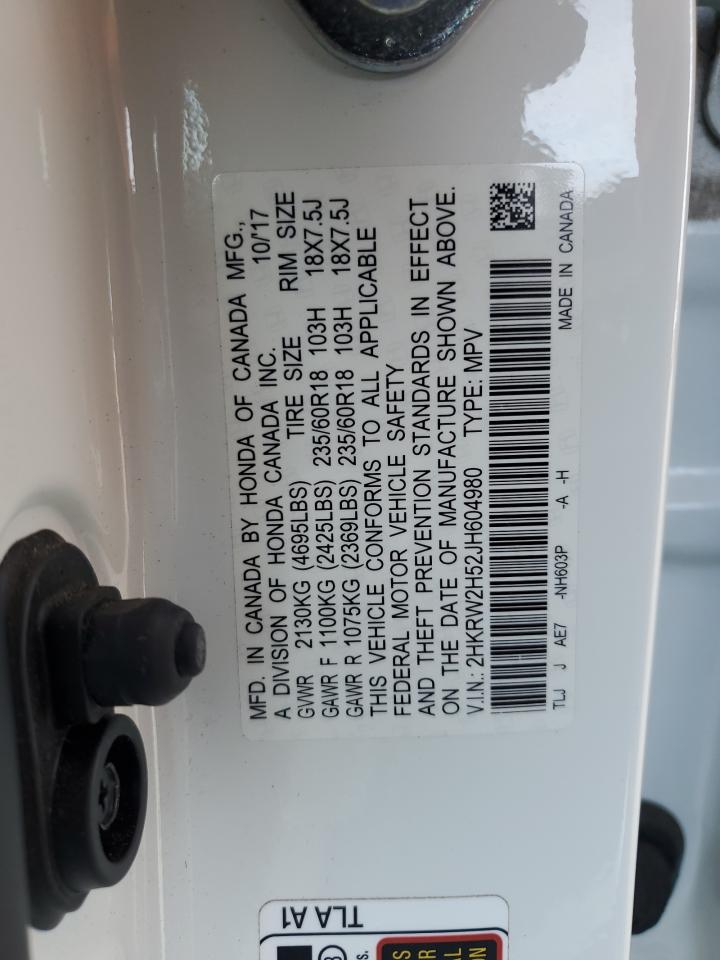 MFD. IN CANADA BY HONDA OF CANADA MFG.,
A DIVISION OF HONDA CANADA INC. 10/'17
GVWR 2130KG (4695LBS) TIRE SIZE RIM SIZE
GAWR F 1100KG (2425LBS) 235/60R18 103H 18X7.5J
GAWR R 1075KG (2369LBS) 235/60R18 103H 18X7.5J
THIS VEHICLE CONFORMS TO ALL APPLICABLE
FEDERAL MOTOR VEHICLE SAFETY
AND THEFT PREVENTION STANDARDS IN EFFECT
ON THE DATE OF MANUFACTURE SHOWN ABOVE.
V.I.N.: 2HKRW2H52JH604980 TYPE: MPV
TLJ J AE7 -NH603P -A -H MADE IN CANADA
TLA A1